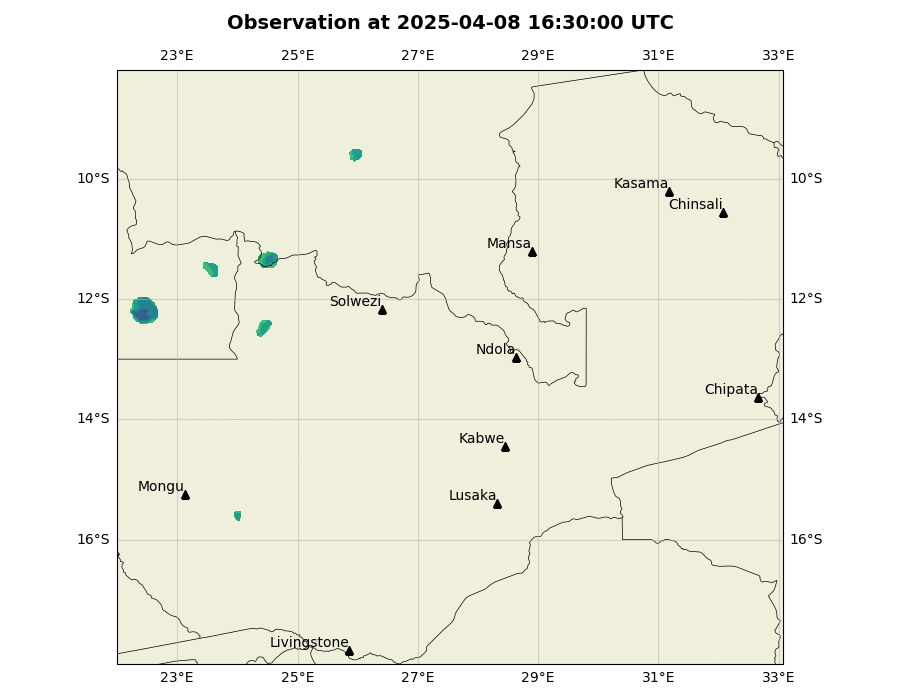 Observation at 2025-04-08 16:30:00 UTC
23°E 25°E 27°E 29°E 31°E 33°E
10°S 10°S
Kasama
Chinsali
Mansa
12°S 12°S
Solwezi
Ndola
Chipata
14°S 14°S
Kabwe
Mongu
Lusaka
16°S 16°S
Livingstone
23°E 25°E 27°E 29°E 31°E 33°E